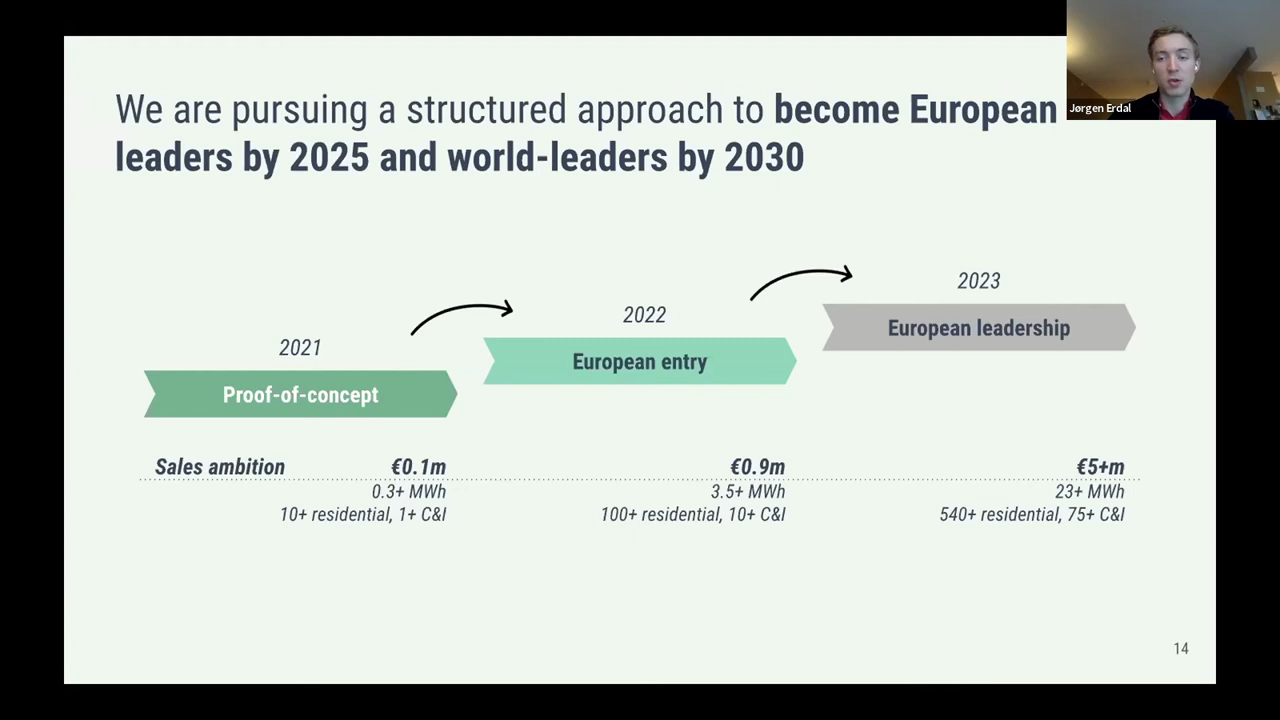 Jørgen Erdal
We are pursuing a structured approach to become European
leaders by 2025 and world-leaders by 2030
2021
Proof-of-concept
2022
European entry
2023
European leadership
Sales ambition €0.1m €0.9m €5+m
0.3+ MWh 3.5+ MWh 23+ MWh
10+ residential, 1+ C&I 100+ residential, 10+ C&I 540+ residential, 75+ C&I
14